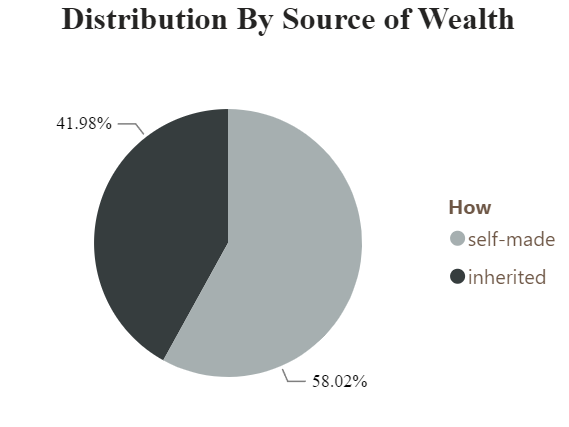 Distribution By Source of Wealth
41.98%
How
self-made
inherited
58.02%